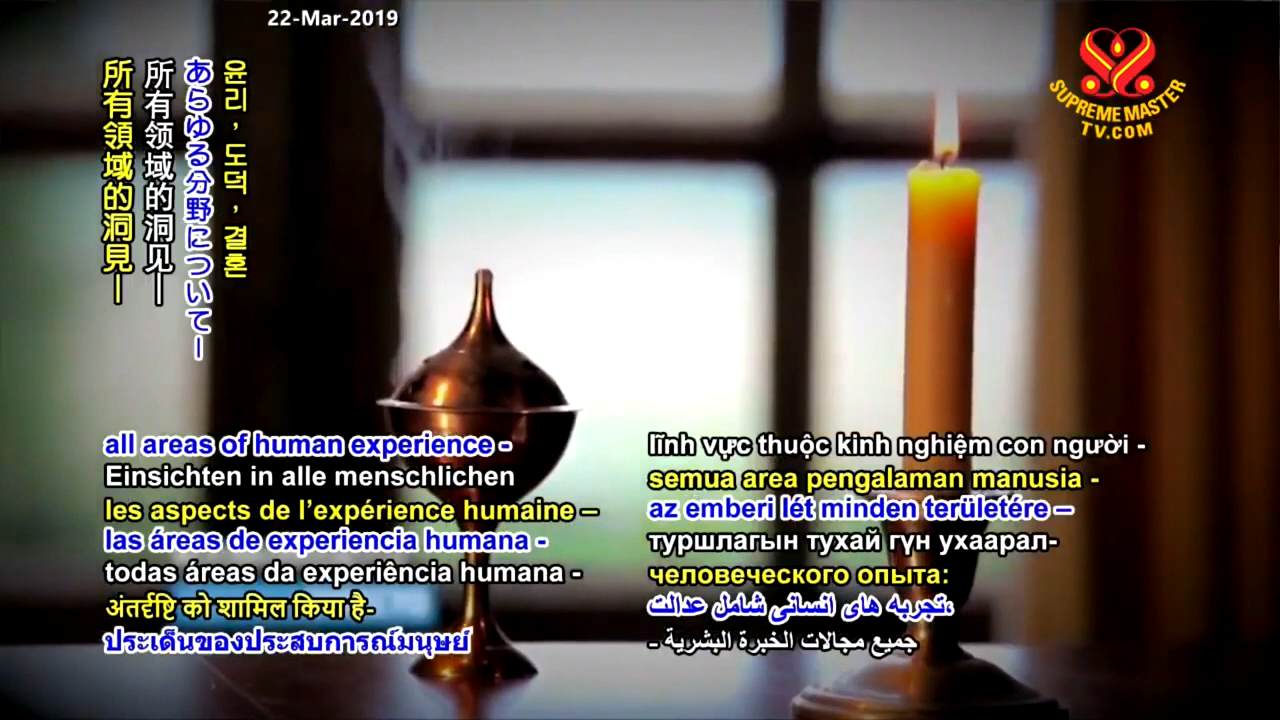 22-Mar-2019
SUPREME MASTER
TV.COM
윤리, 도덕, 결혼
あらゆる分野について–
所有领域的洞见—
所有領域的洞見—
all areas of human experience -
Einsichten in alle menschlichen
les aspects de l’expérience humaine –
las áreas de experiencia humana -
todas áreas da experiência humana -
अंतर्दृष्टि को शामिल किया है-
ประเด็นของประสบการณ์มนุษย์
lĩnh vực thuộc kinh nghiệm con người -
semua area pengalaman manusia -
az emberi lét minden területére –
туршлагын тухай гүн ухаарал-
человеческого опыта:
تجربه های انسانی شامل عدالت،
جميع مجالات الخبرة البشرية -